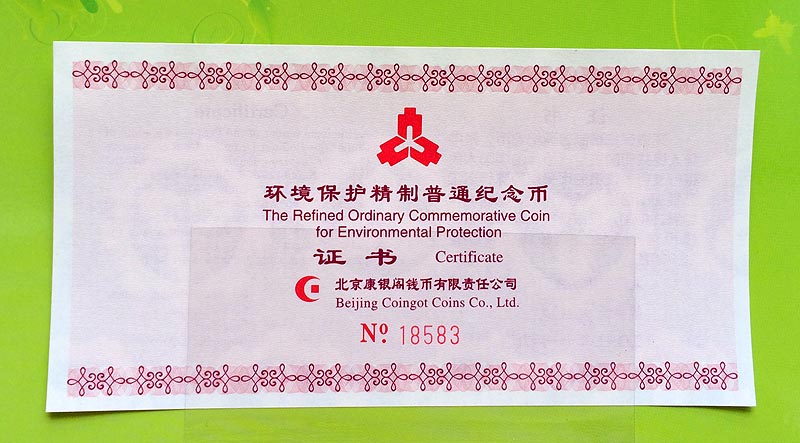 环境保护精制普通纪念币
The Refined Ordinary Commemorative Coin
for Environmental Protection
证书 Certificate
北京康银阁钱币有限责任公司
Beijing Coingot Coins Co., Ltd.
Nº 18583